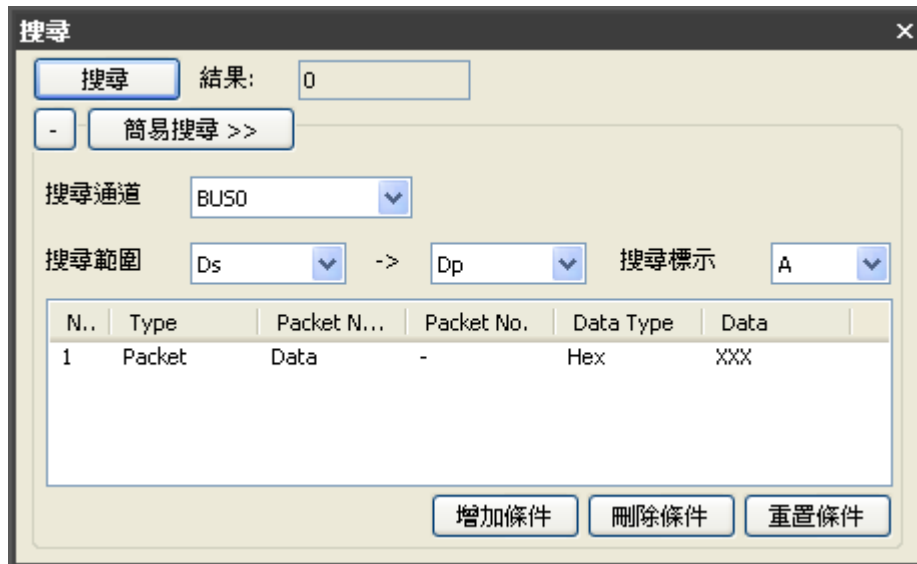 搜尋 ×
搜尋 結果: 0
- 簡易搜尋 >>
搜尋通道 BUS0
搜尋範圍 Ds -> Dp 搜尋標示 A
N.. Type Packet N... Packet No. Data Type Data
1 Packet Data - Hex XXX
增加條件 刪除條件 重置條件